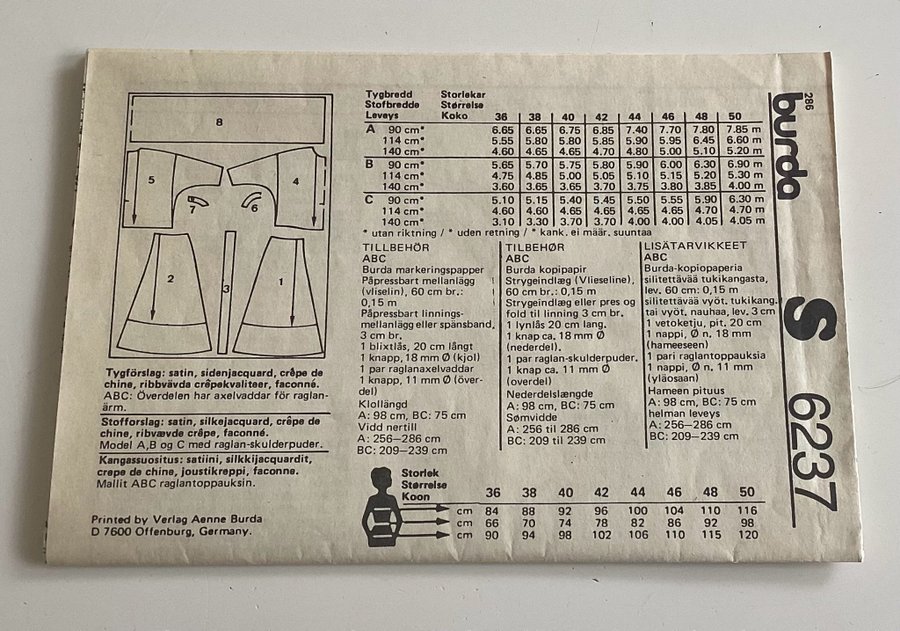 8
5
4
7
6
2
3
1
Tygförslag: satin, sidenjacquard, crêpe de
chine, ribbvävda crêpekvaliteer, faconné.
ABC: Överdelen har axelvaddar för raglan-
ärm.
Stofforslag: satin, silkejacquard, crêpe de
chine, ribvævde crêpe, faconné.
Model A,B og C med raglan-skulderpuder.
Kangassuositus: satiini, silkkijacquardit,
crepe de chine, joustikreppi, faconne.
Mallit ABC raglantoppauksin.
Printed by Verlag Aenne Burda
D 7600 Offenburg, Germany.
Tygbredd Storlekar
Stofbredde Størrelse
Leveys Koko 36 38 40 42 44 46 48 50
A 90 cm* 6.65 6.65 6.75 6.85 7.40 7.70 7.80 7.85 m
114 cm* 5.55 5.80 5.80 5.85 5.90 5.95 6.45 6.60 m
140 cm* 4.60 4.65 4.65 4.70 4.80 5.00 5.10 5.20 m
B 90 cm* 5.65 5.70 5.75 5.80 5.90 6.00 6.30 6.90 m
114 cm* 4.75 4.85 5.00 5.05 5.10 5.15 5.20 5.30 m
140 cm* 3.60 3.65 3.65 3.70 3.75 3.80 3.85 4.00 m
C 90 cm* 5.10 5.15 5.40 5.45 5.50 5.55 5.90 6.30 m
114 cm* 4.60 4.60 4.65 4.65 4.65 4.65 4.70 4.70 m
140 cm* 3.10 3.30 3.70 3.70 4.00 4.05 4.05 4.05 m
* utan riktning / * uden retning / * kank. ei määr. suuntaa
TILLBEHÖR
ABC
Burda markeringspapper
Påpressbart mellanlägg
(vliselin), 60 cm br.:
0,15 m
Påpressbart linnings-
mellanlägg eller spänsband,
3 cm br.
1 blixtlås, 20 cm långt
1 knapp, 18 mm Ø (kjol)
1 par raglanaxelvaddar
1 knapp, 11 mm Ø (över-
del)
Klollängd
A: 98 cm, BC: 75 cm
Vidd nertill
A: 256—286 cm
BC: 209—239 cm
TILBEHØR
ABC
Burda kopipapir
Strygeindlæg (Vlieseline),
60 cm br.: 0,15 m
Strygeindlæg eller pres og
fold til linning 3 cm br.
1 lynlås 20 cm lang.
1 knap ca. 18 mm Ø
(nederdel).
1 par raglan-skulderpuder.
1 knap ca. 11 mm Ø
(overdel)
Nederdelslængde
A: 98 cm, BC: 75 cm
Sømvidde
A: 256 til 286 cm
BC: 209 til 239 cm
LISÄTARVIKKEET
ABC
Burda-kopiopaperia
silitettävää tukikangasta,
lev. 60 cm: 0,15 m
silitettävää vyöt. tukikang.
tai vyöt. nauhaa, lev. 3 cm
1 vetoketju, pit. 20 cm
1 nappi, Ø n. 18 mm
(hameeseen)
1 pari raglantoppauksia
1 nappi, Ø n. 11 mm
(yläosaan)
Hameen pituus
A: 98 cm, BC: 75 cm
helman leveys
A: 256—286 cm
BC: 209—239 cm
Storlek
Størrelse
Koon 36 38 40 42 44 46 48 50
cm 84 88 92 96 100 104 110 116
cm 66 70 74 78 82 86 92 98
cm 90 94 98 102 106 110 115 120
286
burda
S
6237